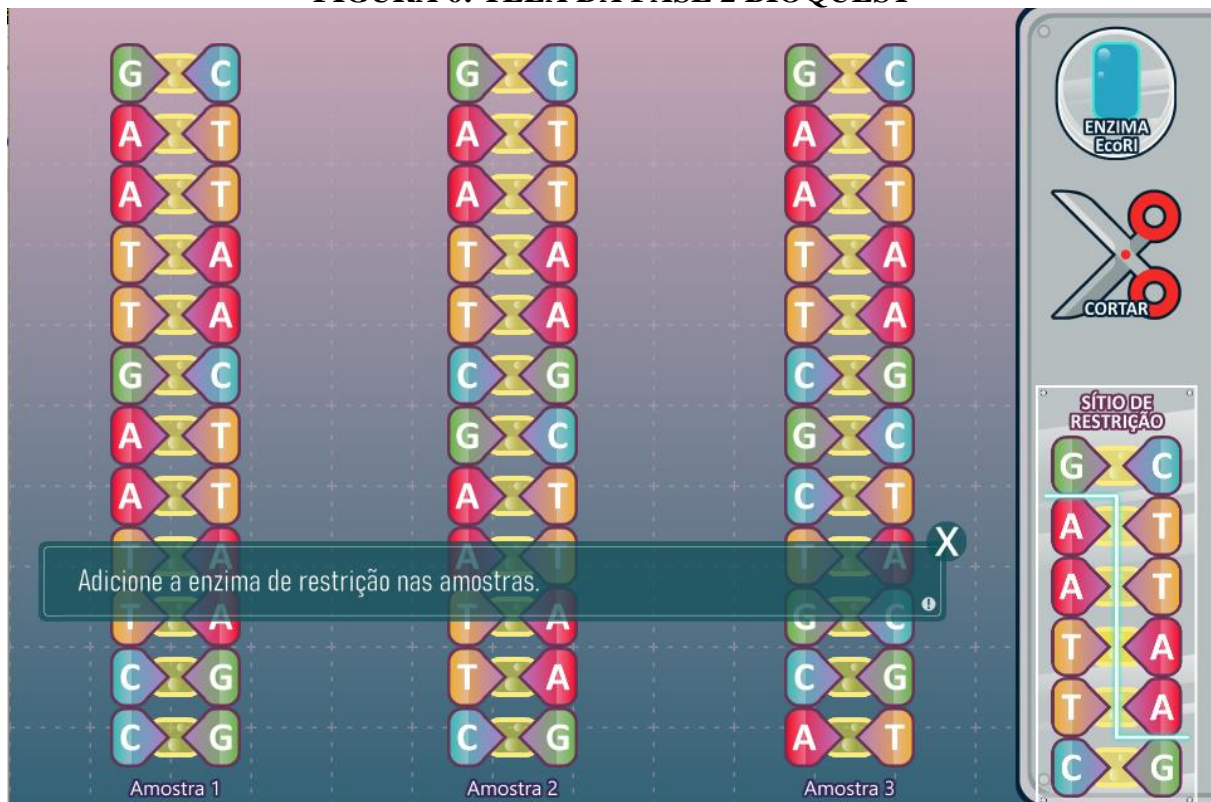 FIGURA 6: TELA DA FASE 2 BIOQUEST
G C G C G C
A T A T A T
A T A T A T
T A T A T A
T A T A T A
G C C G C G
A T G C G C
A T A T C T
T A A T T A
Adicione a enzima de restrição nas amostras.
X
T A T A G C
C G T A C G
C G C G A T
Amostra 1 Amostra 2 Amostra 3
ENZIMA
EcoRI
CORTAR
SÍTIO DE
RESTRIÇÃO
G C
A T
A T
T A
T A
C G